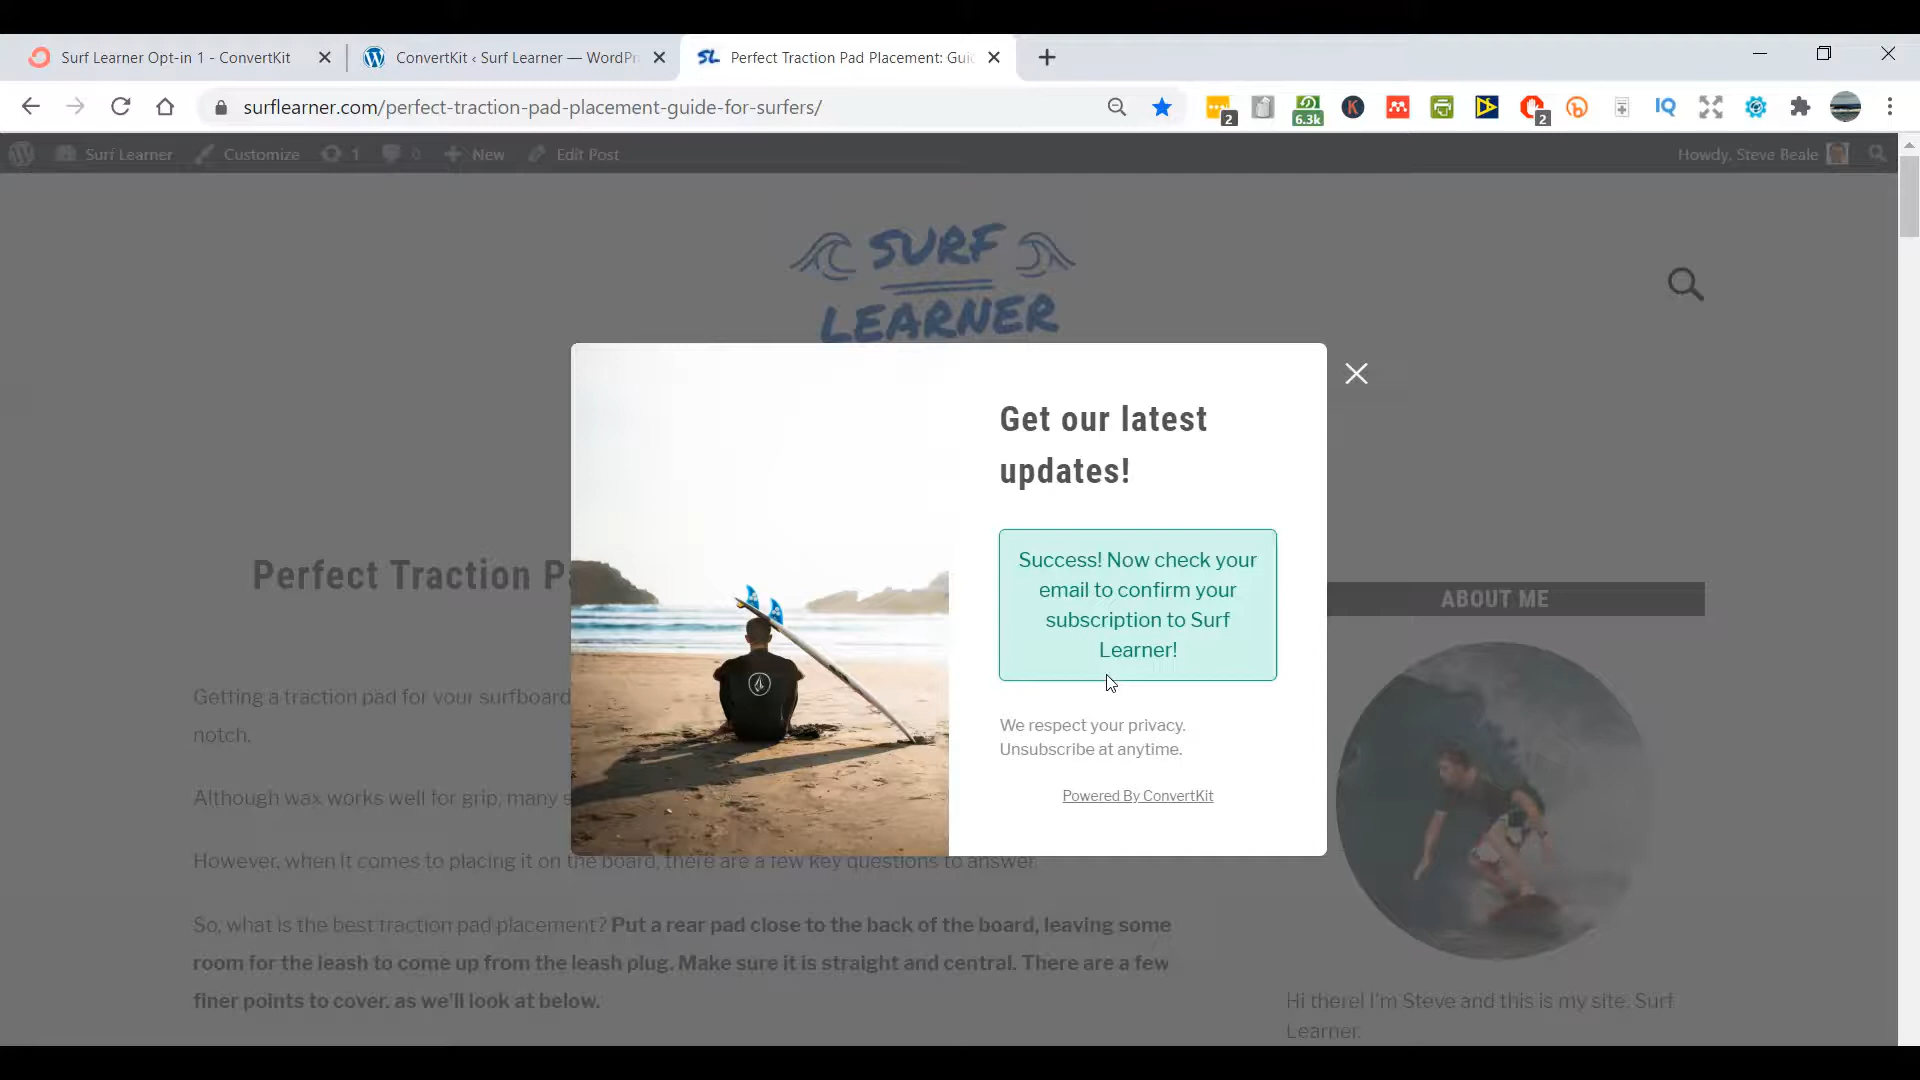 Surf Learner Opt-in 1 - ConvertKit
ConvertKit ‹ Surf Learner — WordPr
Perfect Traction Pad Placement: Guid
surflearner.com/perfect-traction-pad-placement-guide-for-surfers/
2
6.3k
K
2
IQ
Surf Learner
Customize
1
0
New
Edit Post
Howdy, Steve Beale
SURF
LEARNER
Get our latest
updates!
Success! Now check your
email to confirm your
subscription to Surf
Learner!
We respect your privacy.
Unsubscribe at anytime.
Powered By ConvertKit
Perfect Traction P
ABOUT ME
Getting a traction pad for your surfboard
notch.
Although wax works well for grip, many s
However, when it comes to placing it on the board, there are a few key questions to answer.
So, what is the best traction pad placement? Put a rear pad close to the back of the board, leaving some
room for the leash to come up from the leash plug. Make sure it is straight and central. There are a few
finer points to cover, as we'll look at below.
Hi there! I'm Steve and this is my site, Surf
Learner.